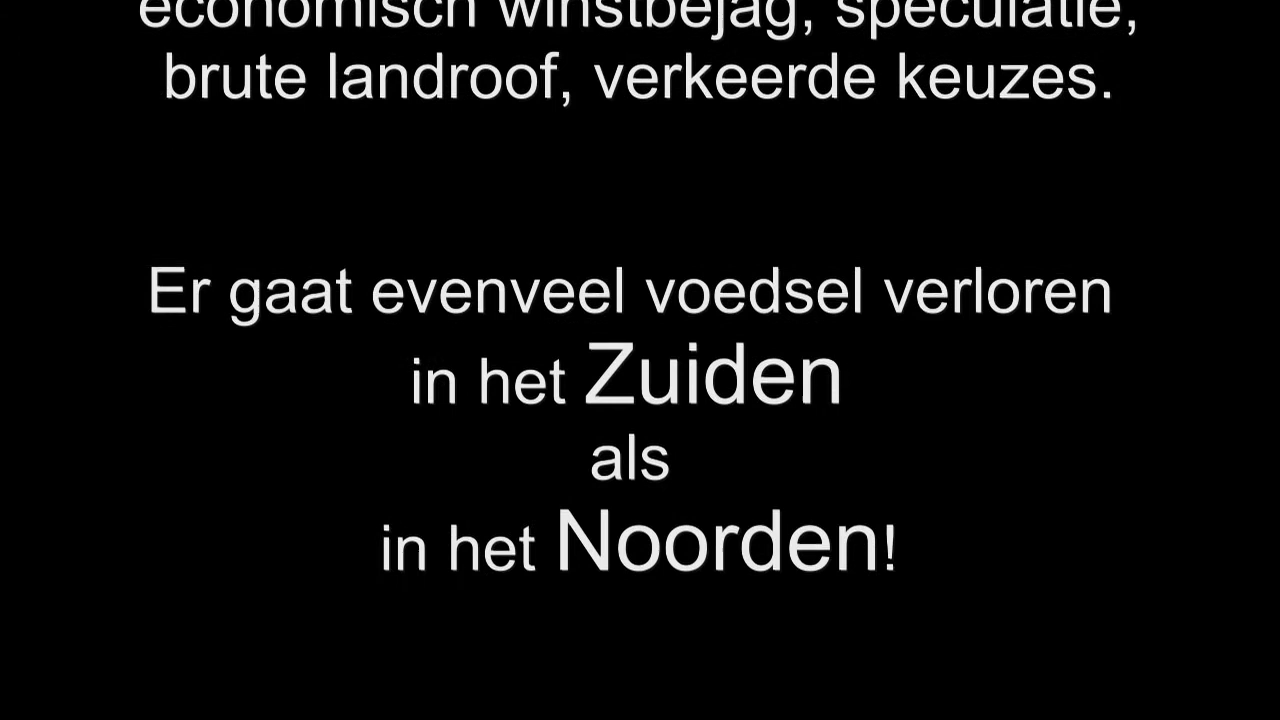 economisch winstbejag, speculatie,
brute landroof, verkeerde keuzes.
Er gaat evenveel voedsel verloren
in het Zuiden
als
in het Noorden!